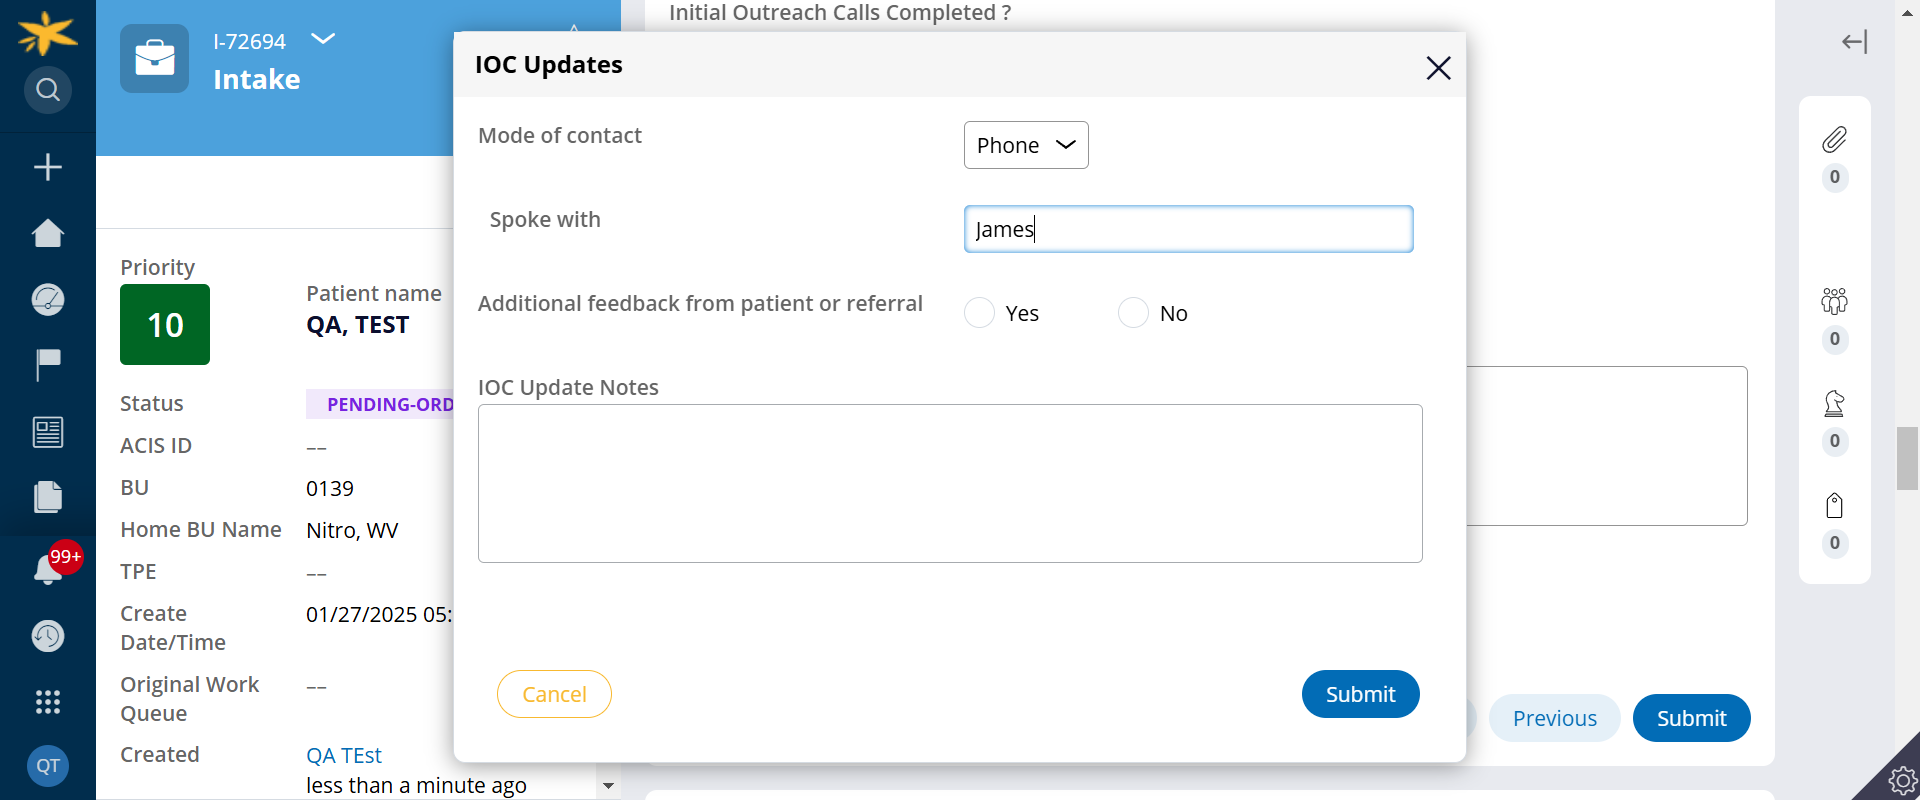 Initial Outreach Calls Completed ?
I-72694
Intake
IOC Updates
Mode of contact
Phone
Spoke with
James
Additional feedback from patient or referral
Yes
No
IOC Update Notes
Cancel
Submit
Priority
10
Patient name
QA, TEST
Status
PENDING-ORD
ACIS ID
––
BU
0139
Home BU Name
Nitro, WV
TPE
––
Create
Date/Time
01/27/2025 05:
Original Work
Queue
––
Created
QA TEst
less than a minute ago
99+
QT
0
0
0
0
Previous
Submit